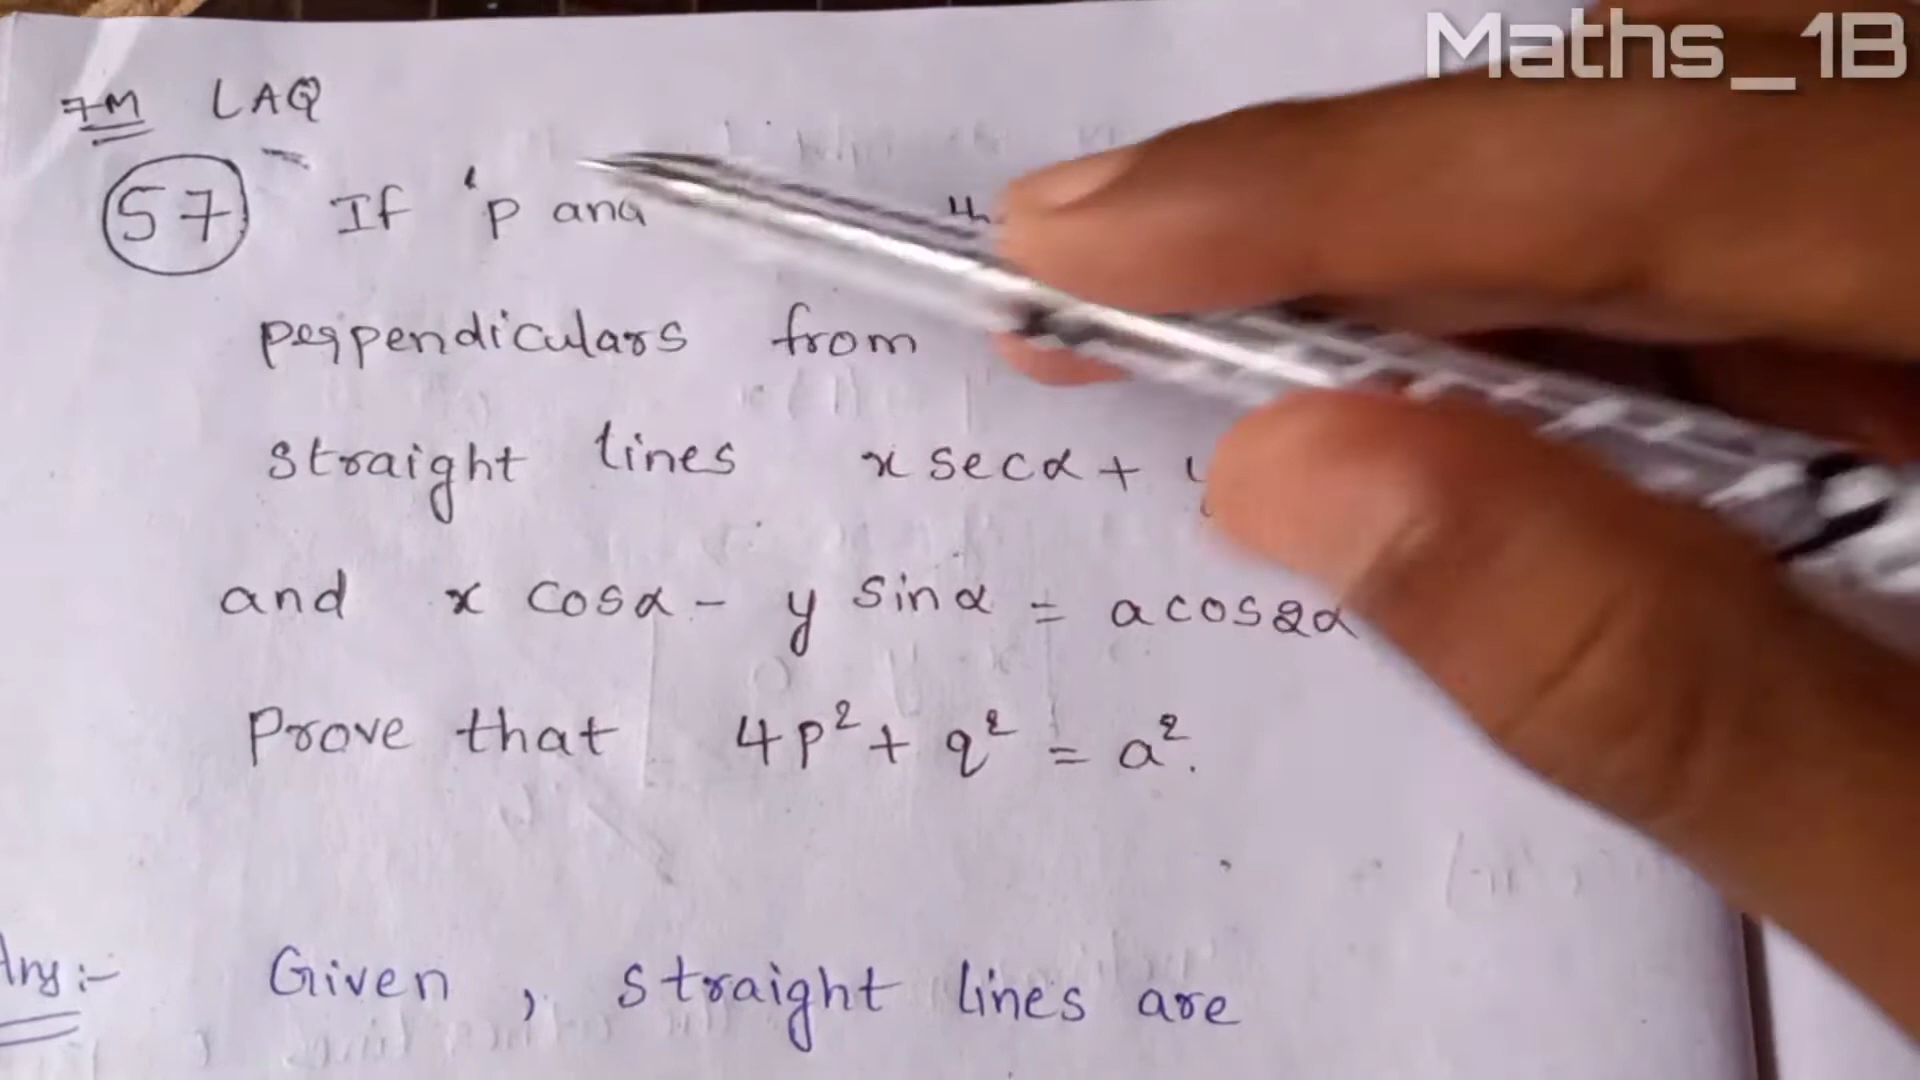 Maths_1B
7M LAQ
57 If 'p and
perpendiculars from
straight lines x secα + y
and x cosα - y sinα = a cos2α
Prove that 4p² + q² = a².
Ans:- Given, straight lines are